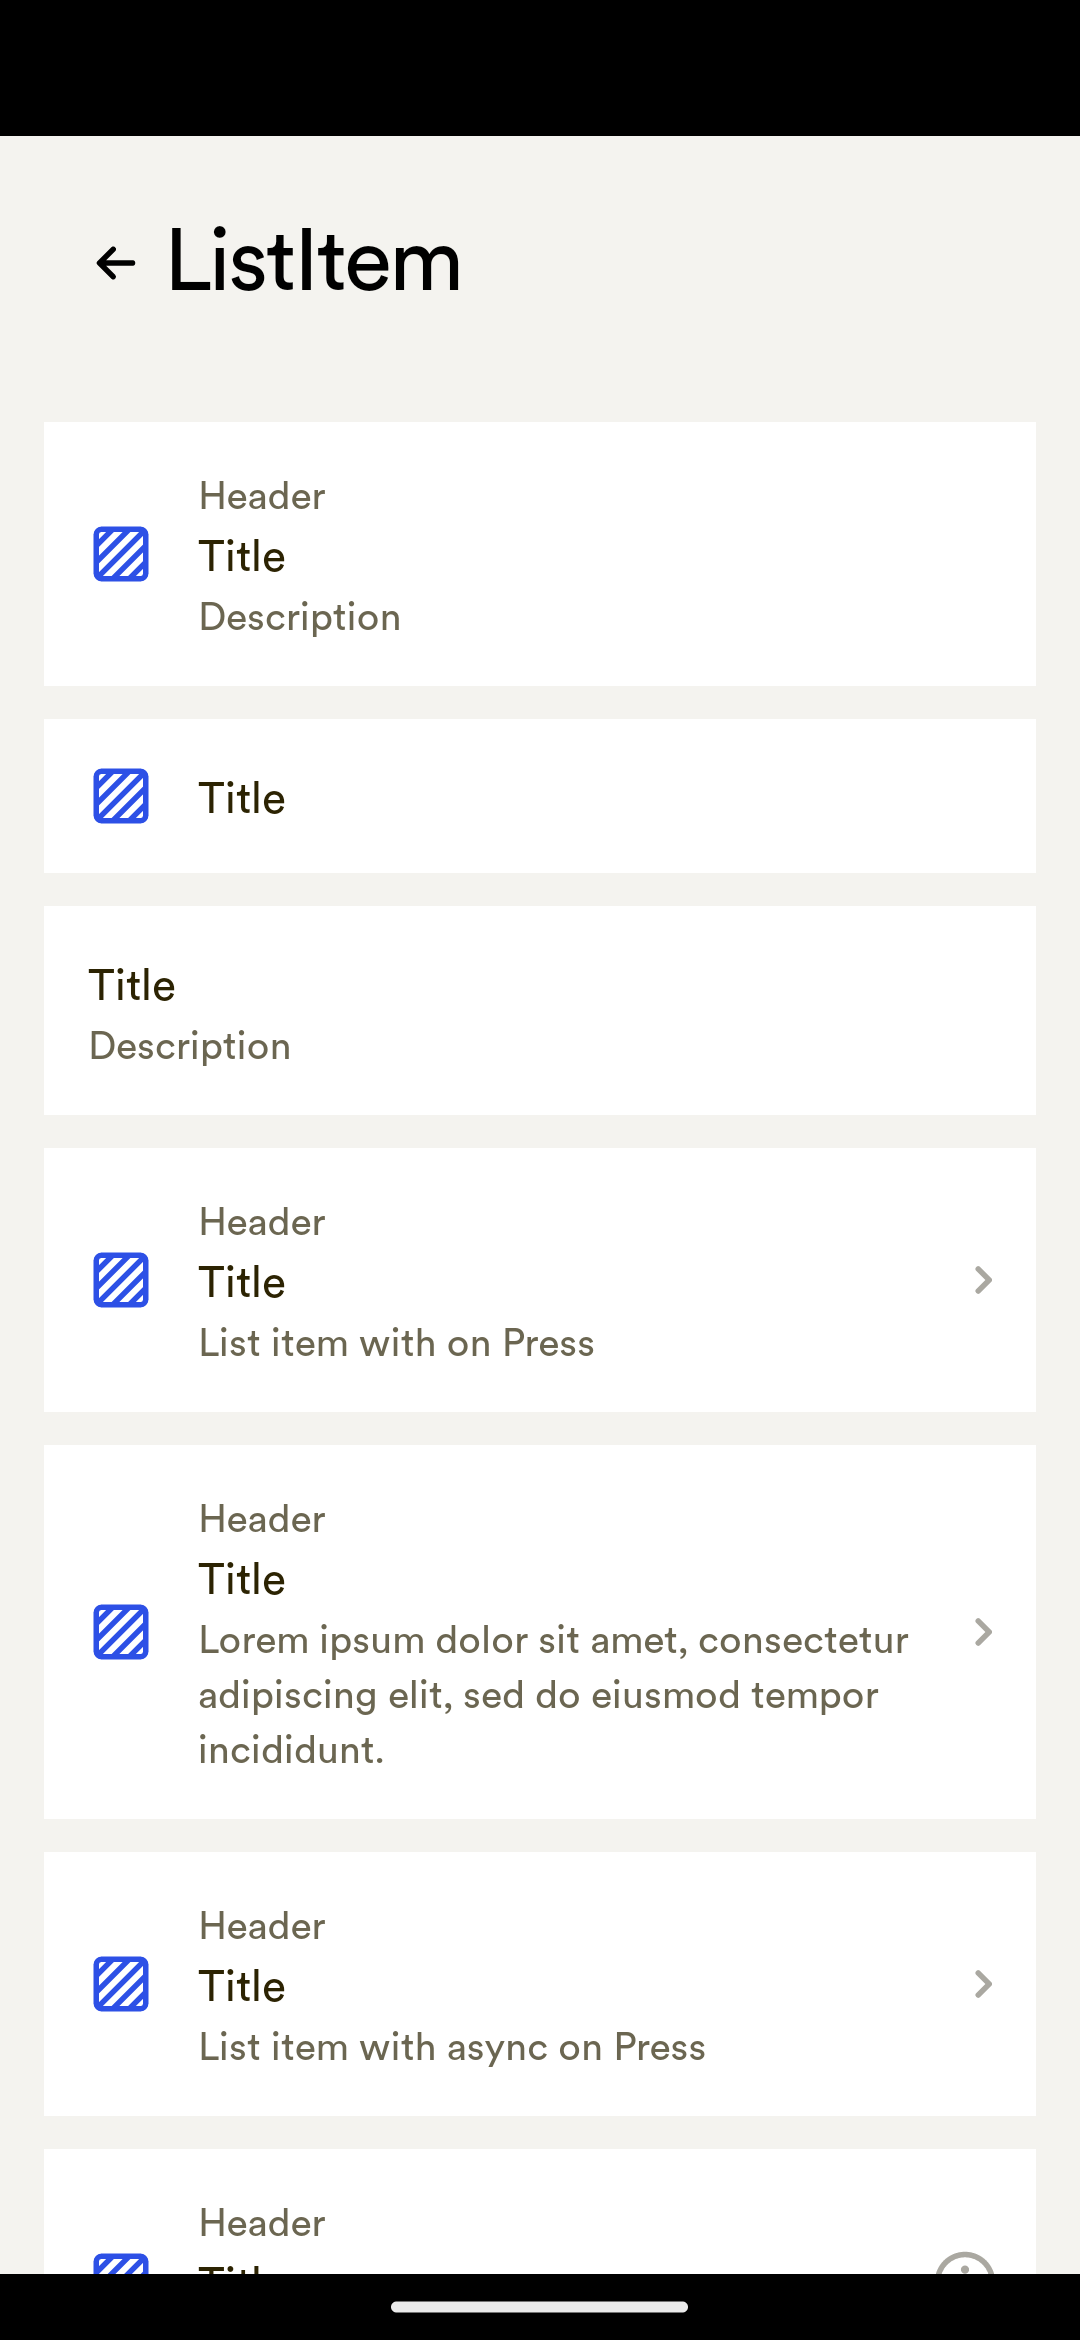 ListItem
Header
Title
Description
Title
Title
Description
Header
Title
List item with on Press
Header
Title
Lorem ipsum dolor sit amet, consectetur
adipiscing elit, sed do eiusmod tempor
incididunt.
Header
Title
List item with async on Press
Header
Title